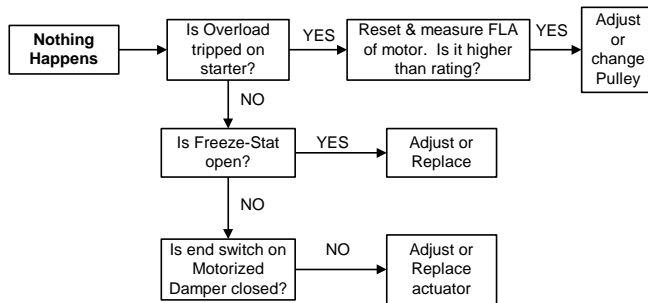 Nothing
Happens
Is Overload
tripped on
starter?
YES
Reset & measure FLA
of motor. Is it higher
than rating?
YES
Adjust
or
change
Pulley
NO
Is Freeze-Stat
open?
YES
Adjust or
Replace
NO
Is end switch on
Motorized
Damper closed?
NO
Adjust or
Replace
actuator